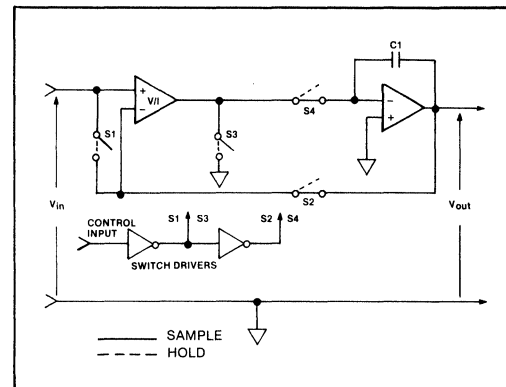 C1
+
V/I
−
S1
S3
S4
−
+
S2
Vin
Vout
CONTROL
INPUT
S1 S3
S2 S4
SWITCH DRIVERS
SAMPLE
HOLD